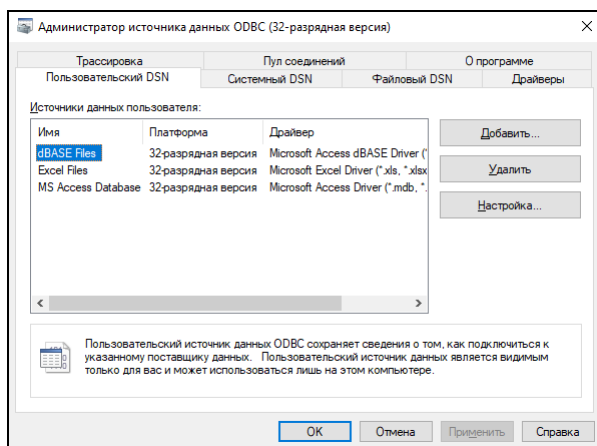 Администратор источника данных ODBC (32-разрядная версия)
Трассировка Пул соединений О программе
Пользовательский DSN Системный DSN Файловый DSN Драйверы
Источники данных пользователя:
Имя Платформа Драйвер
dBASE Files 32-разрядная версия Microsoft Access dBASE Driver (*
Excel Files 32-разрядная версия Microsoft Excel Driver (*.xls, *.xlsx
MS Access Database 32-разрядная версия Microsoft Access Driver (*.mdb, *.
Добавить...
Удалить
Настройка...
Пользовательский источник данных ODBC сохраняет сведения о том, как подключиться к
указанному поставщику данных. Пользовательский источник данных является видимым
только для вас и может использоваться лишь на этом компьютере.
OK Отмена Применить Справка